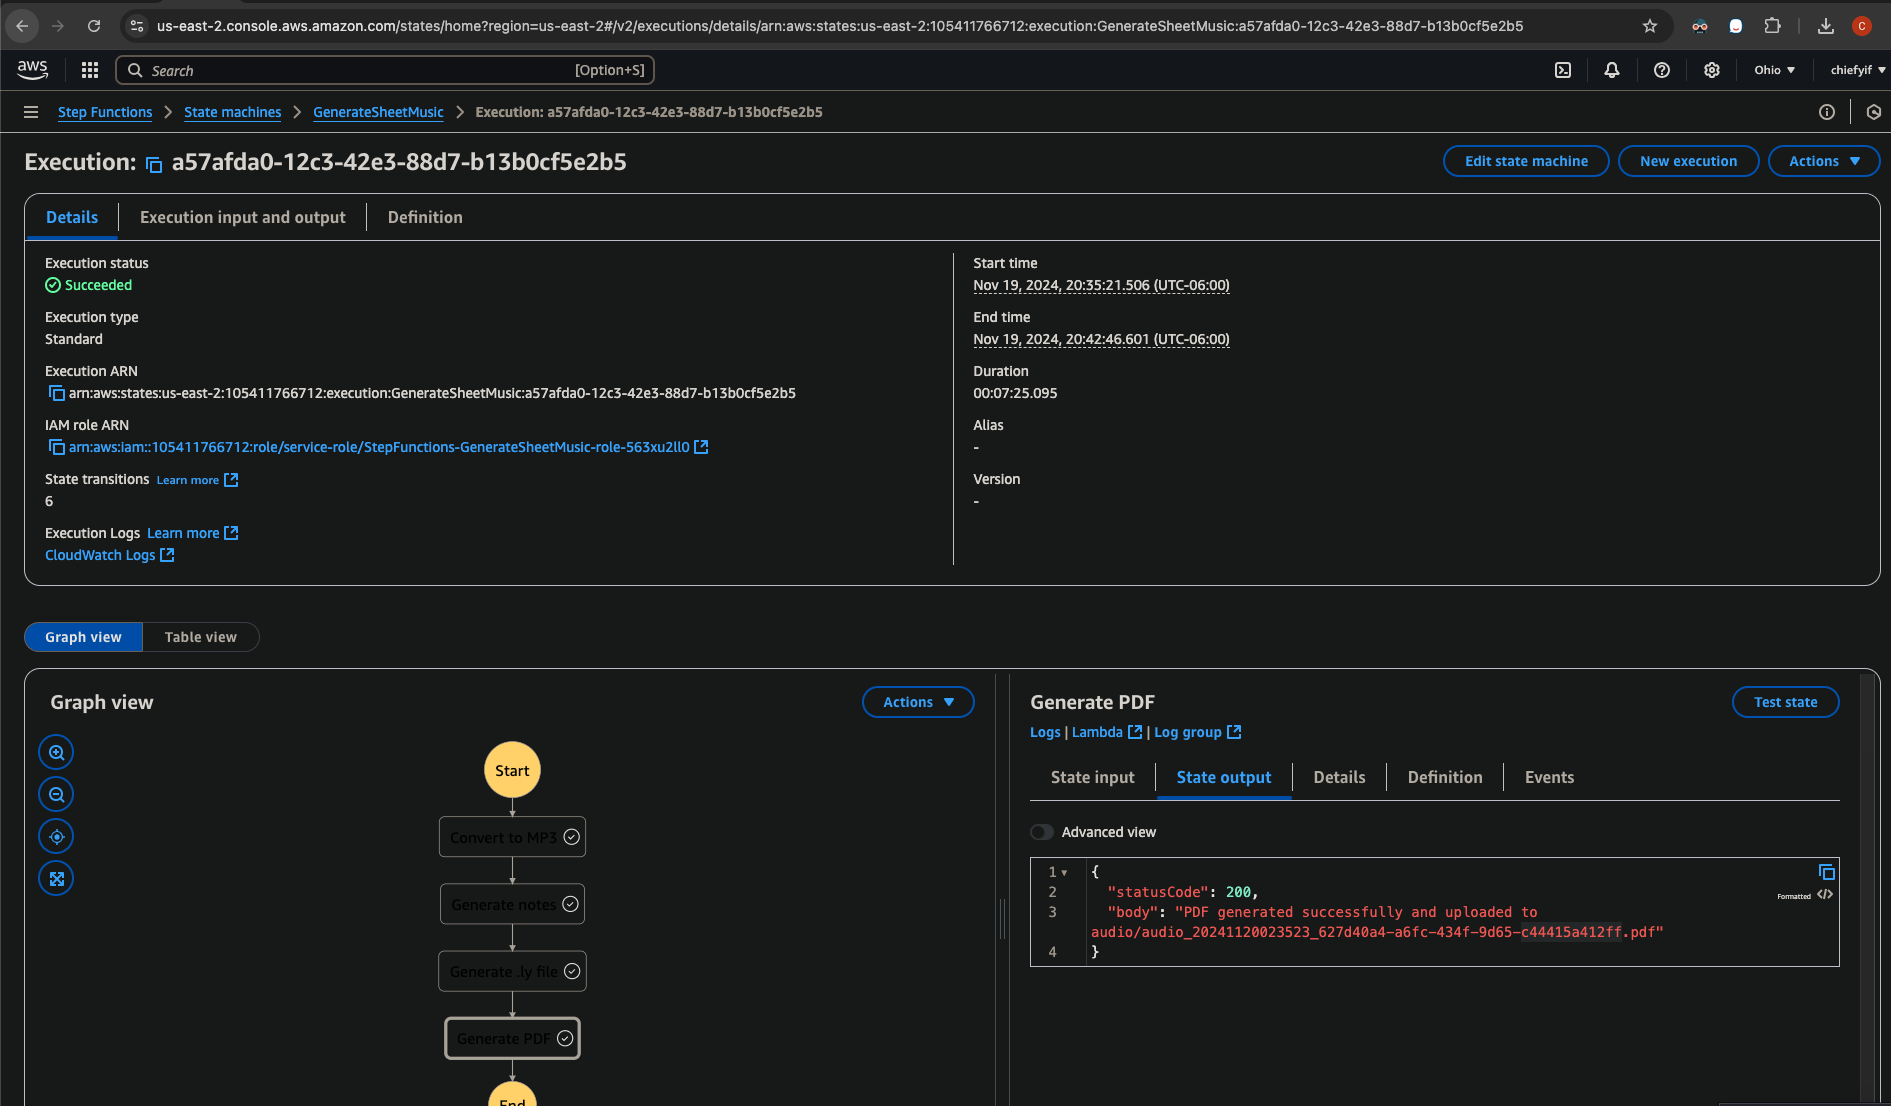 us-east-2.console.aws.amazon.com/states/home?region=us-east-2#/v2/executions/details/arn:aws:states:us-east-2:105411766712:execution:GenerateSheetMusic:a57afda0-12c3-42e3-88d7-b13b0cf5e2b5
C
aws
Search
[Option+S]
Ohio
chiefyif
Step Functions
State machines
GenerateSheetMusic
Execution: a57afda0-12c3-42e3-88d7-b13b0cf5e2b5
Execution: a57afda0-12c3-42e3-88d7-b13b0cf5e2b5
Edit state machine
New execution
Actions
Details
Execution input and output
Definition
Execution status
Succeeded
Execution type
Standard
Execution ARN
arn:aws:states:us-east-2:105411766712:execution:GenerateSheetMusic:a57afda0-12c3-42e3-88d7-b13b0cf5e2b5
IAM role ARN
arn:aws:iam::105411766712:role/service-role/StepFunctions-GenerateSheetMusic-role-563xu2ll0
State transitions Learn more
6
Execution Logs Learn more
CloudWatch Logs
Start time
Nov 19, 2024, 20:35:21.506 (UTC-06:00)
End time
Nov 19, 2024, 20:42:46.601 (UTC-06:00)
Duration
00:07:25.095
Alias
-
Version
-
Graph view
Table view
Graph view
Actions
Start
Convert to MP3
Generate notes
Generate .ly file
Generate PDF
End
Generate PDF
Test state
Logs | Lambda | Log group
State input
State output
Details
Definition
Events
Advanced view
1 {
2 "statusCode": 200,
3 "body": "PDF generated successfully and uploaded to
audio/audio_20241120023523_627d40a4-a6fc-434f-9d65-c44415a412ff.pdf"
4 }
Formatted </>